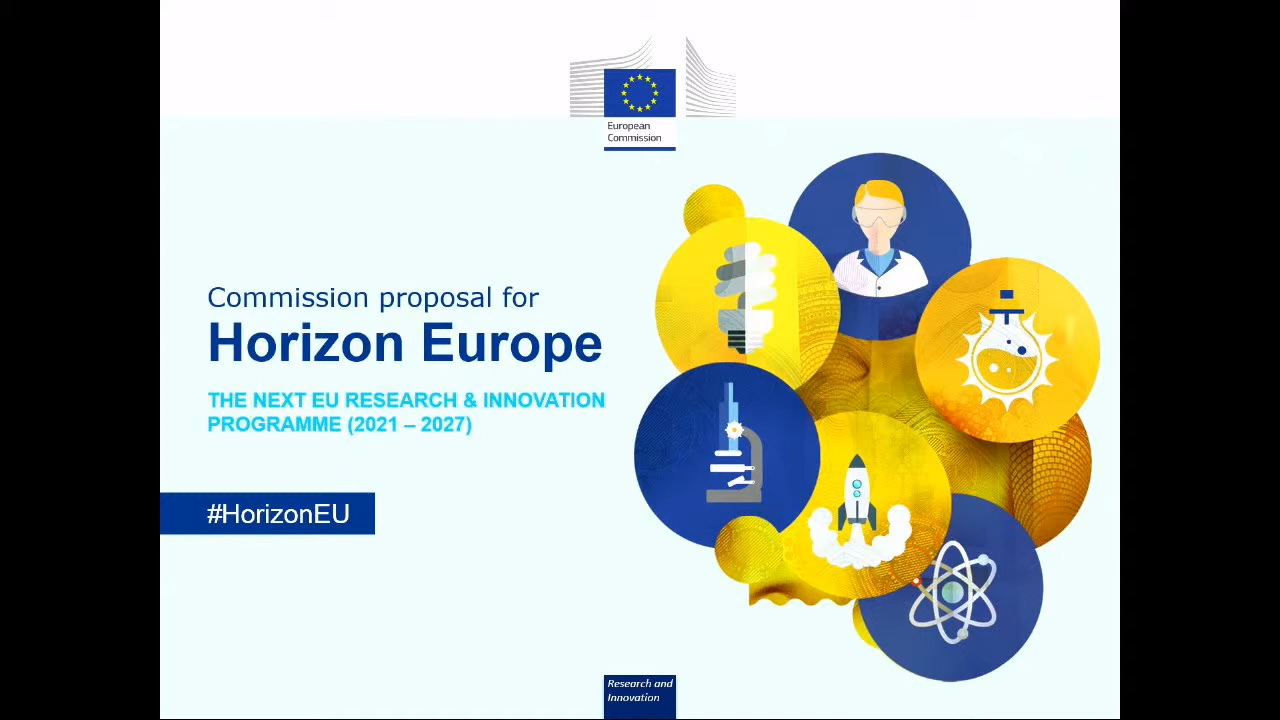 European
Commission
Commission proposal for
Horizon Europe
THE NEXT EU RESEARCH & INNOVATION
PROGRAMME (2021 – 2027)
#HorizonEU
Research and
Innovation